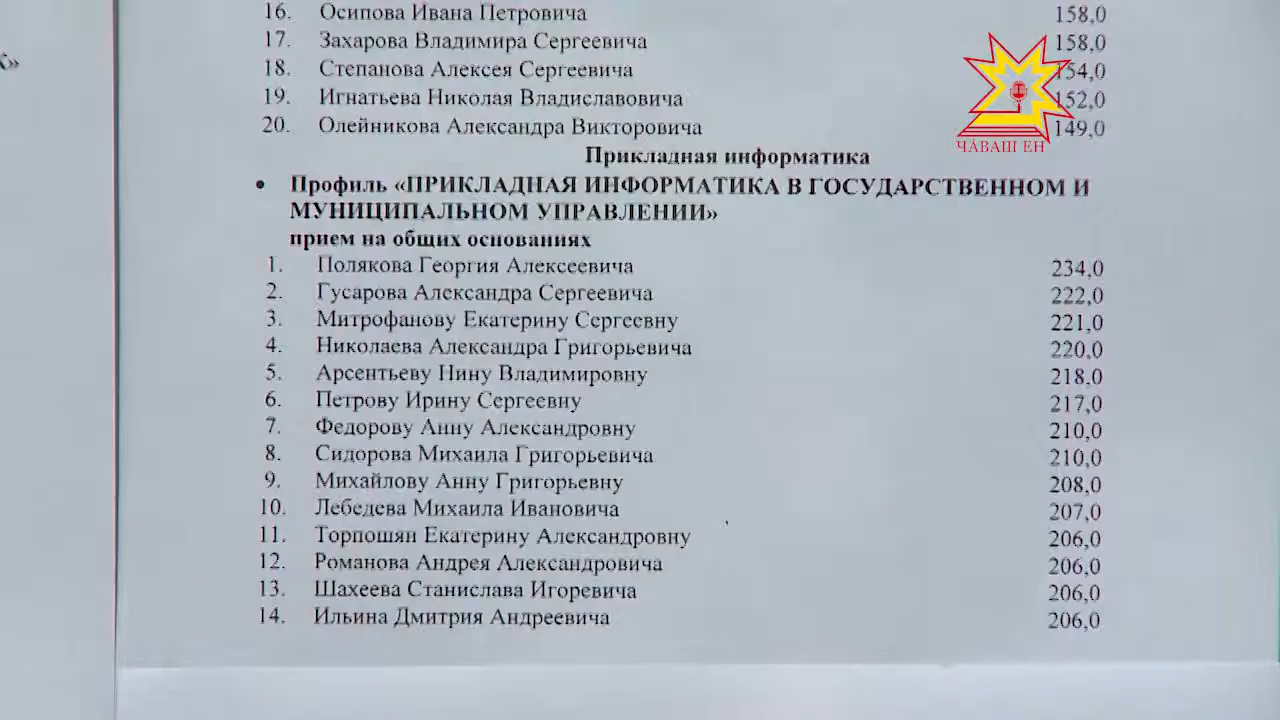 К»
16. Осипова Ивана Петровича 158,0
17. Захарова Владимира Сергеевича 158,0
18. Степанова Алексея Сергеевича 154,0
19. Игнатьева Николая Владиславовича 152,0
20. Олейникова Александра Викторовича 149,0
ЧӐВАШ ЕН
Прикладная информатика
• Профиль «ПРИКЛАДНАЯ ИНФОРМАТИКА В ГОСУДАРСТВЕННОМ И
МУНИЦИПАЛЬНОМ УПРАВЛЕНИИ»
прием на общих основаниях
1. Полякова Георгия Алексеевича 234,0
2. Гусарова Александра Сергеевича 222,0
3. Митрофанову Екатерину Сергеевну 221,0
4. Николаева Александра Григорьевича 220,0
5. Арсентьеву Нину Владимировну 218,0
6. Петрову Ирину Сергеевну 217,0
7. Федорову Анну Александровну 210,0
8. Сидорова Михаила Григорьевича 210,0
9. Михайлову Анну Григорьевну 208,0
10. Лебедева Михаила Ивановича 207,0
11. Торпошян Екатерину Александровну 206,0
12. Романова Андрея Александровича 206,0
13. Шахеева Станислава Игоревича 206,0
14. Ильина Дмитрия Андреевича 206,0